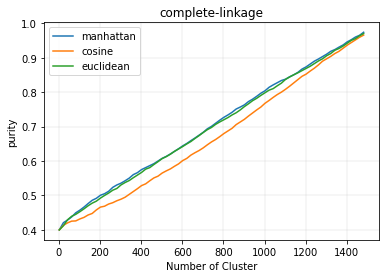 complete-linkage
manhattan
cosine
euclidean
purity
1.0
0.9
0.8
0.7
0.6
0.5
0.4
0 200 400 600 800 1000 1200 1400
Number of Cluster